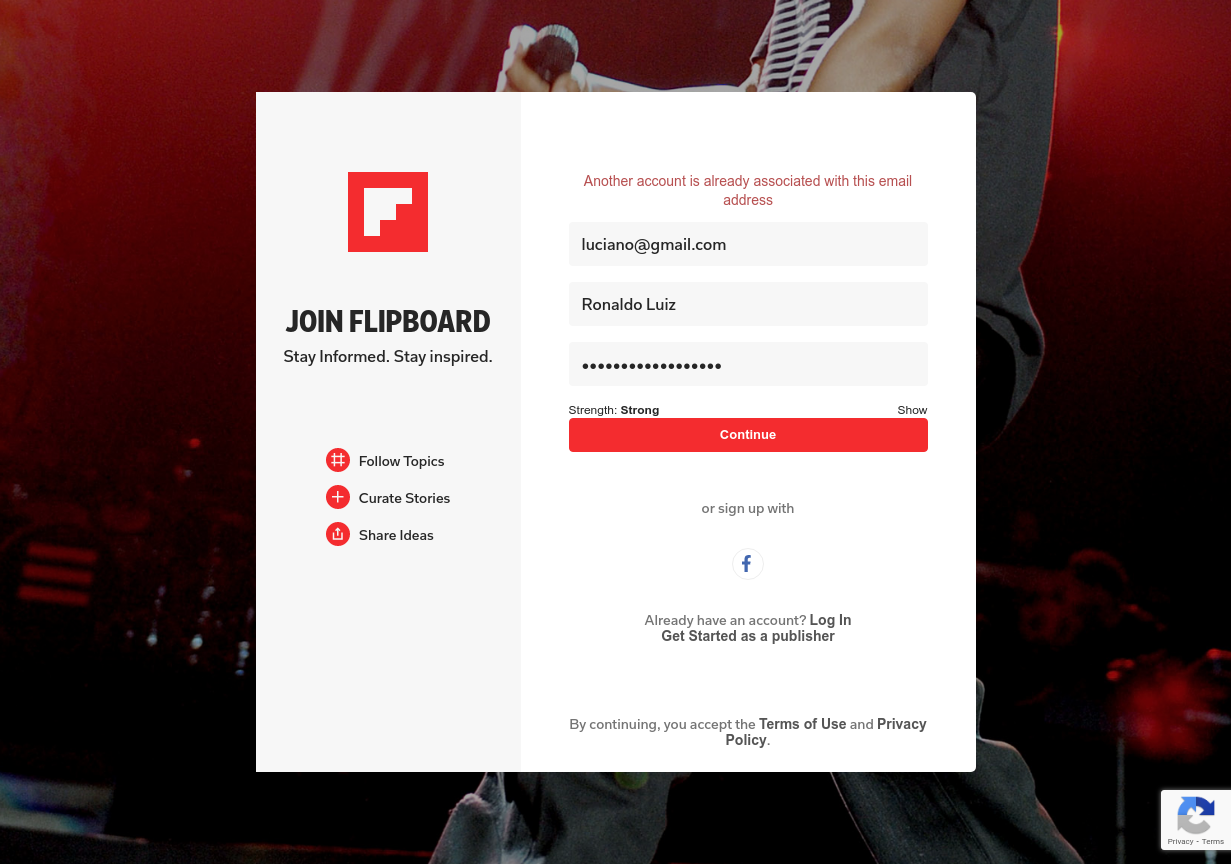 JOIN FLIPBOARD
Stay Informed. Stay inspired.
Follow Topics
Curate Stories
Share Ideas
Another account is already associated with this email
address
luciano@gmail.com
Ronaldo Luiz
••••••••••••••••••
Strength: Strong
Show
Continue
or sign up with
Already have an account? Log In
Get Started as a publisher
By continuing, you accept the Terms of Use and Privacy
Policy.
Privacy - Terms